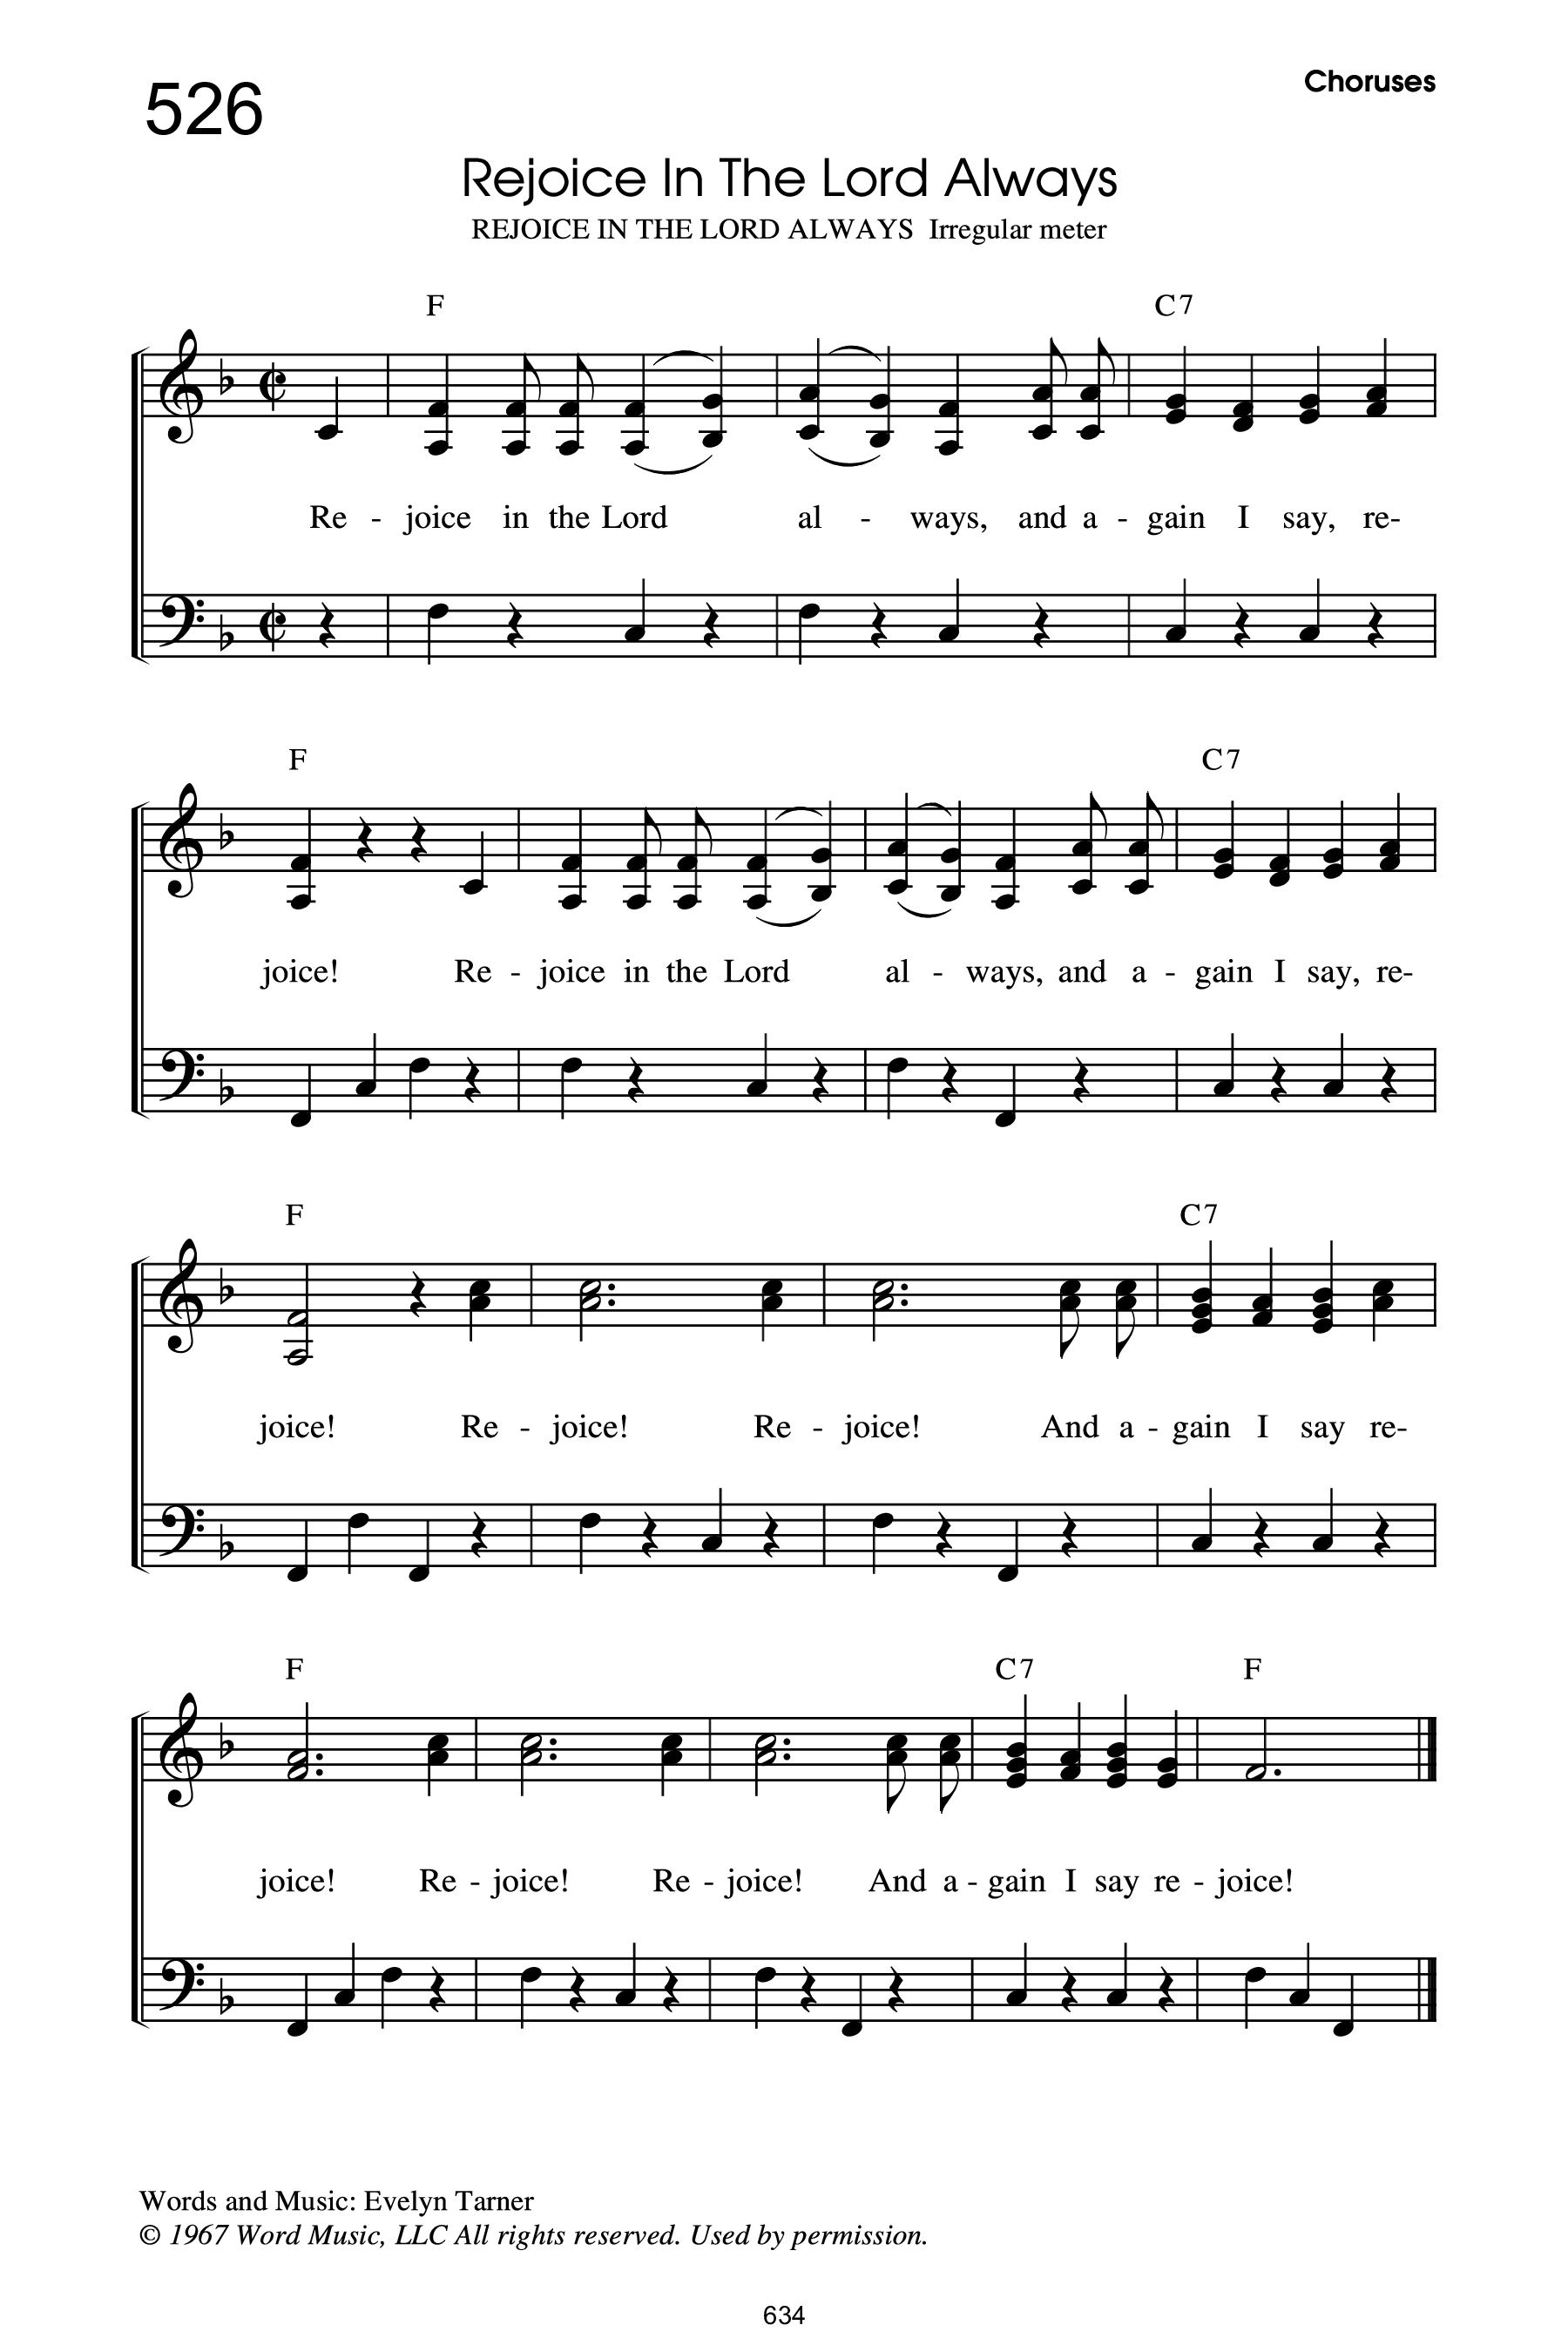 526
Choruses
Rejoice In The Lord Always
REJOICE IN THE LORD ALWAYS Irregular meter
F C7
Re - joice in the Lord al - ways, and a - gain I say, re-
F C7
joice! Re - joice in the Lord al - ways, and a - gain I say, re-
F C7
joice! Re - joice! Re - joice! And a - gain I say re-
F C7 F
joice! Re - joice! Re - joice! And a - gain I say re - joice!
Words and Music: Evelyn Tarner
© 1967 Word Music, LLC All rights reserved. Used by permission.
634